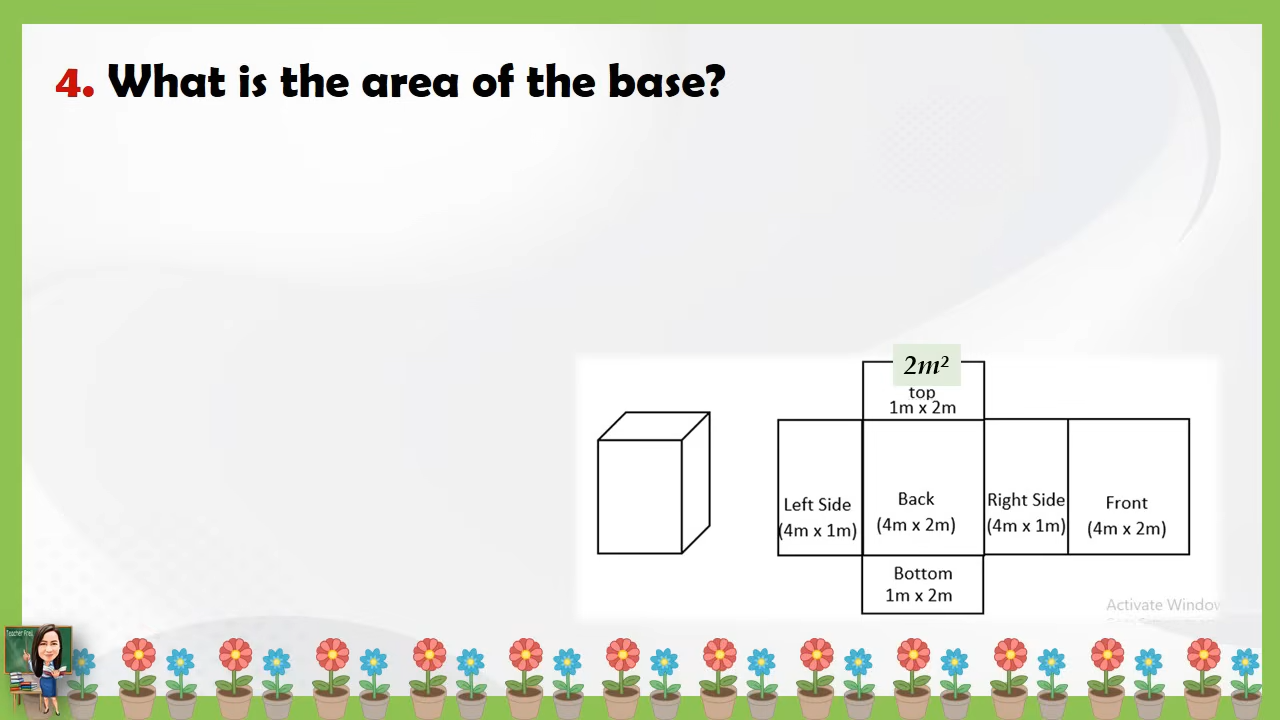 4. What is the area of the base?
2m²
top
1m x 2m
Left Side
(4m x 1m)
Back
(4m x 2m)
Right Side
(4m x 1m)
Front
(4m x 2m)
Bottom
1m x 2m
Activate Window